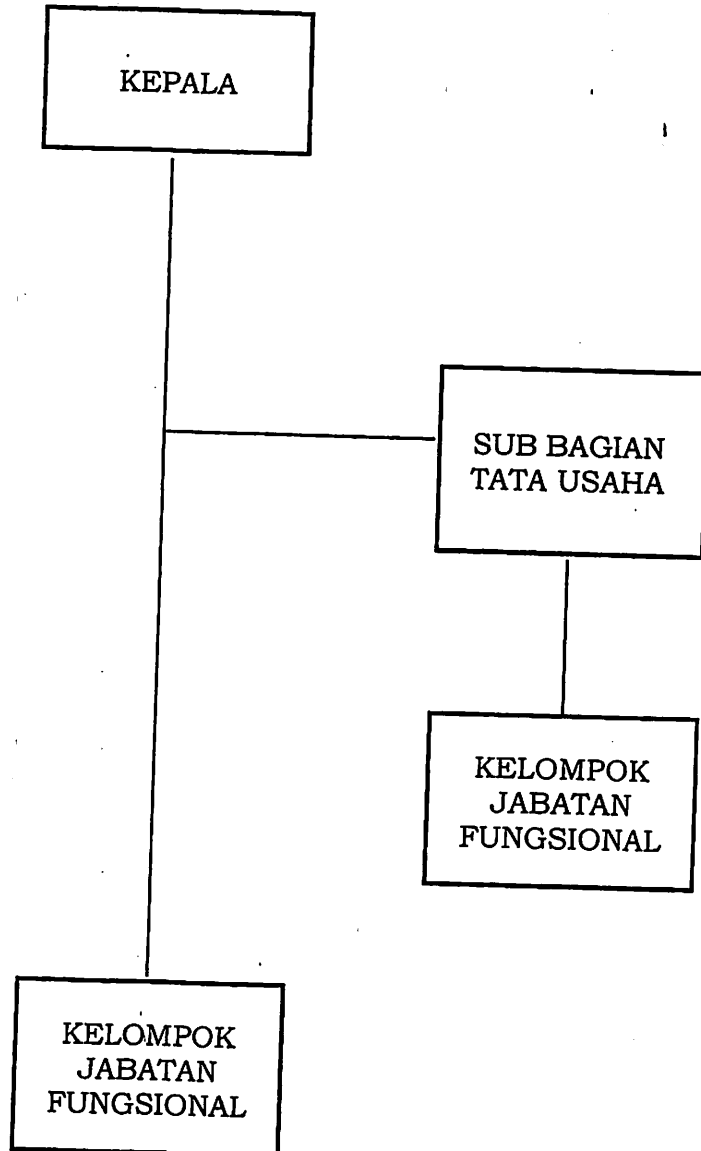 KEPALA
SUB BAGIAN
TATA USAHA
KELOMPOK
JABATAN
FUNGSIONAL
KELOMPOK
JABATAN
FUNGSIONAL